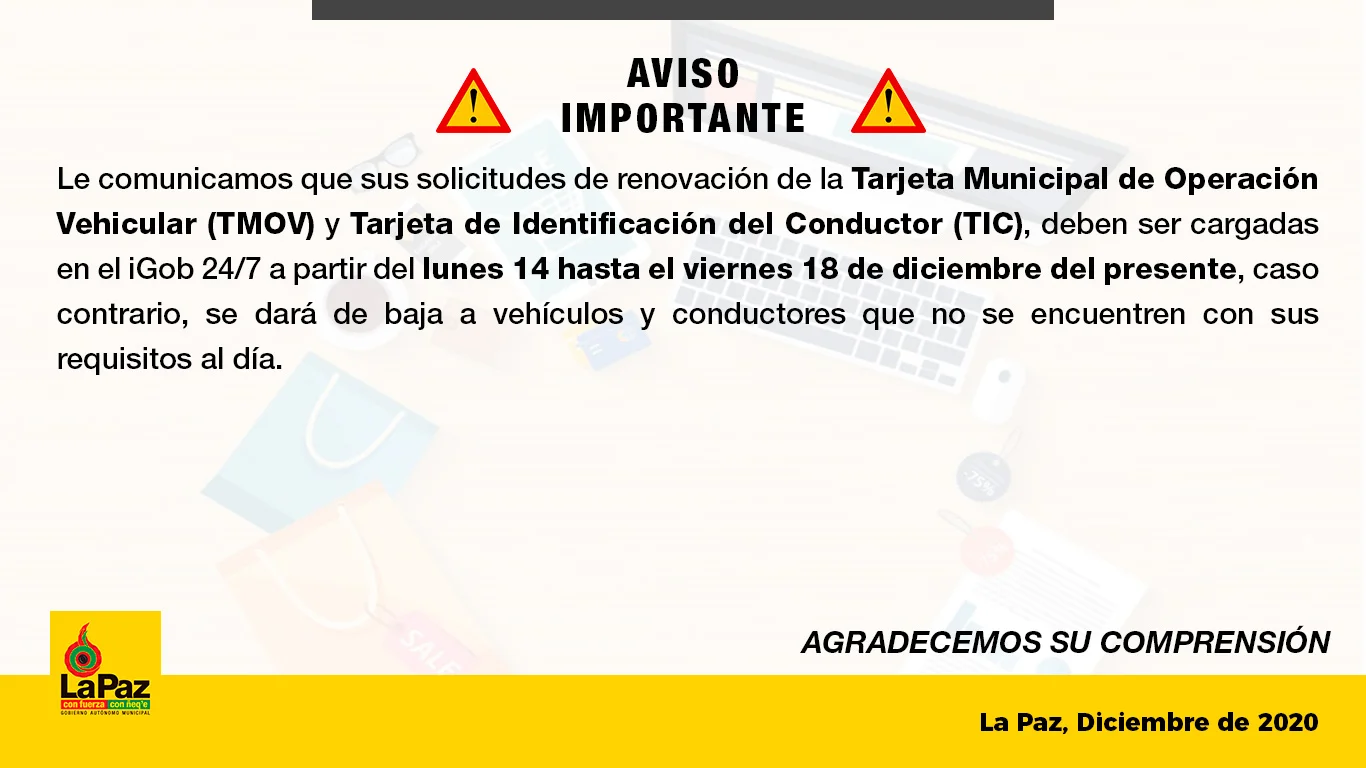 AVISO
IMPORTANTE
Le comunicamos que sus solicitudes de renovación de la Tarjeta Municipal de Operación
Vehicular (TMOV) y Tarjeta de Identificación del Conductor (TIC), deben ser cargadas
en el iGob 24/7 a partir del lunes 14 hasta el viernes 18 de diciembre del presente, caso
contrario, se dará de baja a vehículos y conductores que no se encuentren con sus
requisitos al día.
-75%
SALE
AGRADECEMOS SU COMPRENSIÓN
LaPaz
con fuerza con ñeq'e
GOBIERNO AUTÓNOMO MUNICIPAL
La Paz, Diciembre de 2020